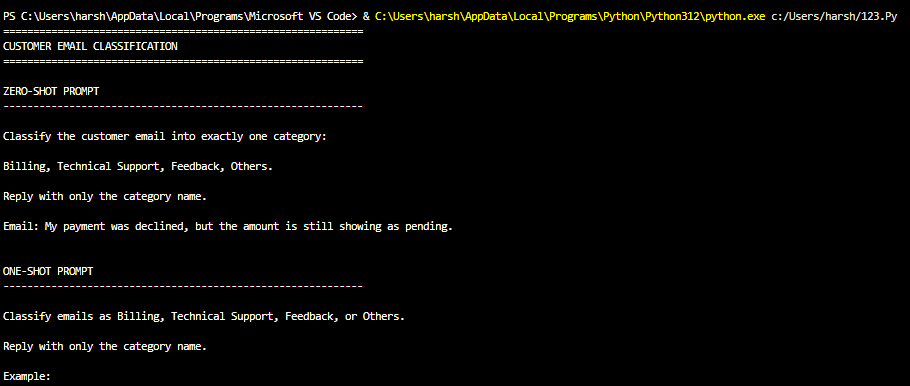 PS C:\Users\harsh\AppData\Local\Programs\Microsoft VS Code> & C:\Users\harsh\AppData\Local\Programs\Python\Python312\python.exe c:/Users/harsh/123.Py
============================================================
CUSTOMER EMAIL CLASSIFICATION
============================================================
ZERO-SHOT PROMPT
------------------------------------------------------------
Classify the customer email into exactly one category:
Billing, Technical Support, Feedback, Others.
Reply with only the category name.
Email: My payment was declined, but the amount is still showing as pending.
ONE-SHOT PROMPT
------------------------------------------------------------
Classify emails as Billing, Technical Support, Feedback, or Others.
Reply with only the category name.
Example: